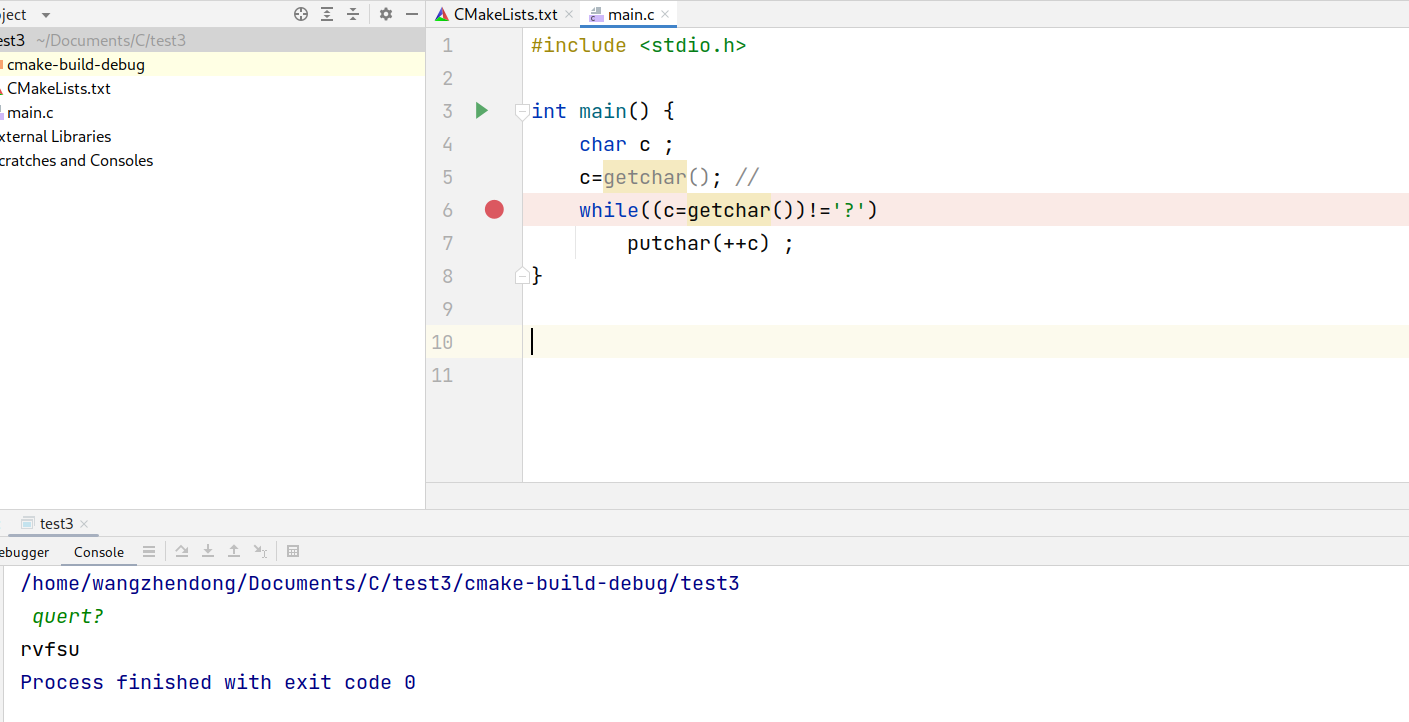 ject
CMakeLists.txt
main.c
est3 ~/Documents/C/test3
cmake-build-debug
CMakeLists.txt
main.c
xternal Libraries
cratches and Consoles
1 #include <stdio.h>
2
3 int main() {
4 char c ;
5 c=getchar(); //
6 while((c=getchar())!='?')
7 putchar(++c) ;
8 }
9
10
11
test3
ebugger Console
/home/wangzhendong/Documents/C/test3/cmake-build-debug/test3
quert?
rvfsu
Process finished with exit code 0